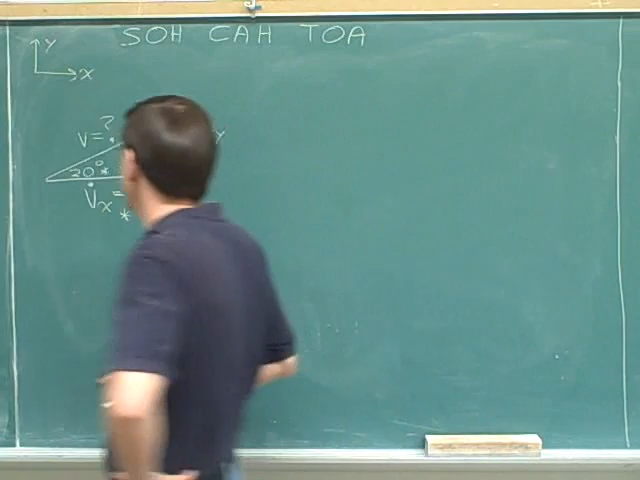 SOH CAH TOA
Y
X
V=?
Y
20°*
Vx=
*